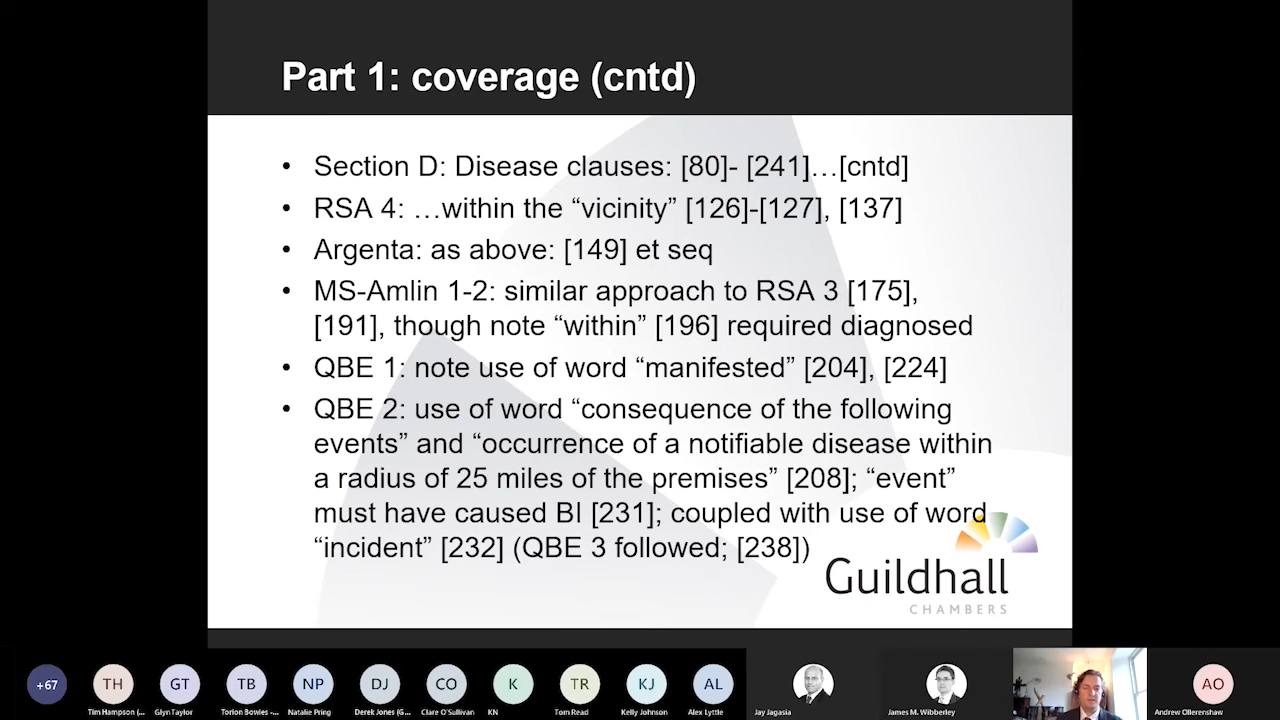 Part 1: coverage (cntd)
• Section D: Disease clauses: [80]- [241]…[cntd]
• RSA 4: …within the “vicinity” [126]-[127], [137]
• Argenta: as above: [149] et seq
• MS-Amlin 1-2: similar approach to RSA 3 [175],
[191], though note “within” [196] required diagnosed
• QBE 1: note use of word “manifested” [204], [224]
• QBE 2: use of word “consequence of the following
events” and “occurrence of a notifiable disease within
a radius of 25 miles of the premises” [208]; “event”
must have caused BI [231]; coupled with use of word
“incident” [232] (QBE 3 followed; [238])
Guildhall
CHAMBERS
+67 TH GT TB NP DJ CO K TR KJ AL AO
Tim Hampson (... Glyn Taylor Torion Bowles -... Natalie Pring Derek Jones (G... Clare O'Sullivan KN Tom Read Kelly Johnson Alex Lyttle Jay Jagasia James M. Wibberley Andrew Ollerenshaw